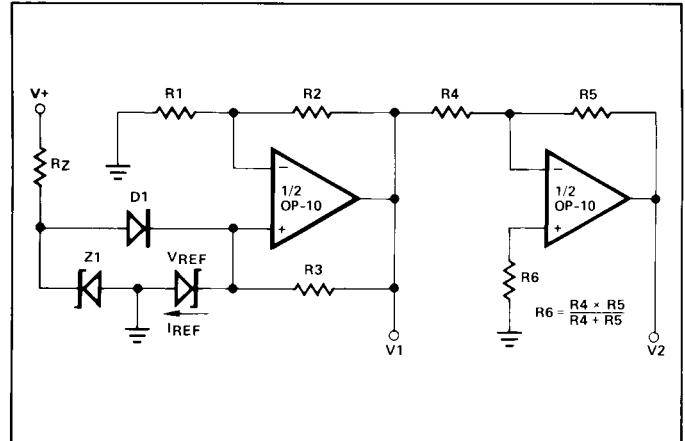 V+
R1
R2
R4
R5
RZ
D1
−
1/2
OP-10
+
−
1/2
OP-10
+
Z1
VREF
R3
R6
IREF
R6 = R4 × R5
R4 + R5
V1
V2